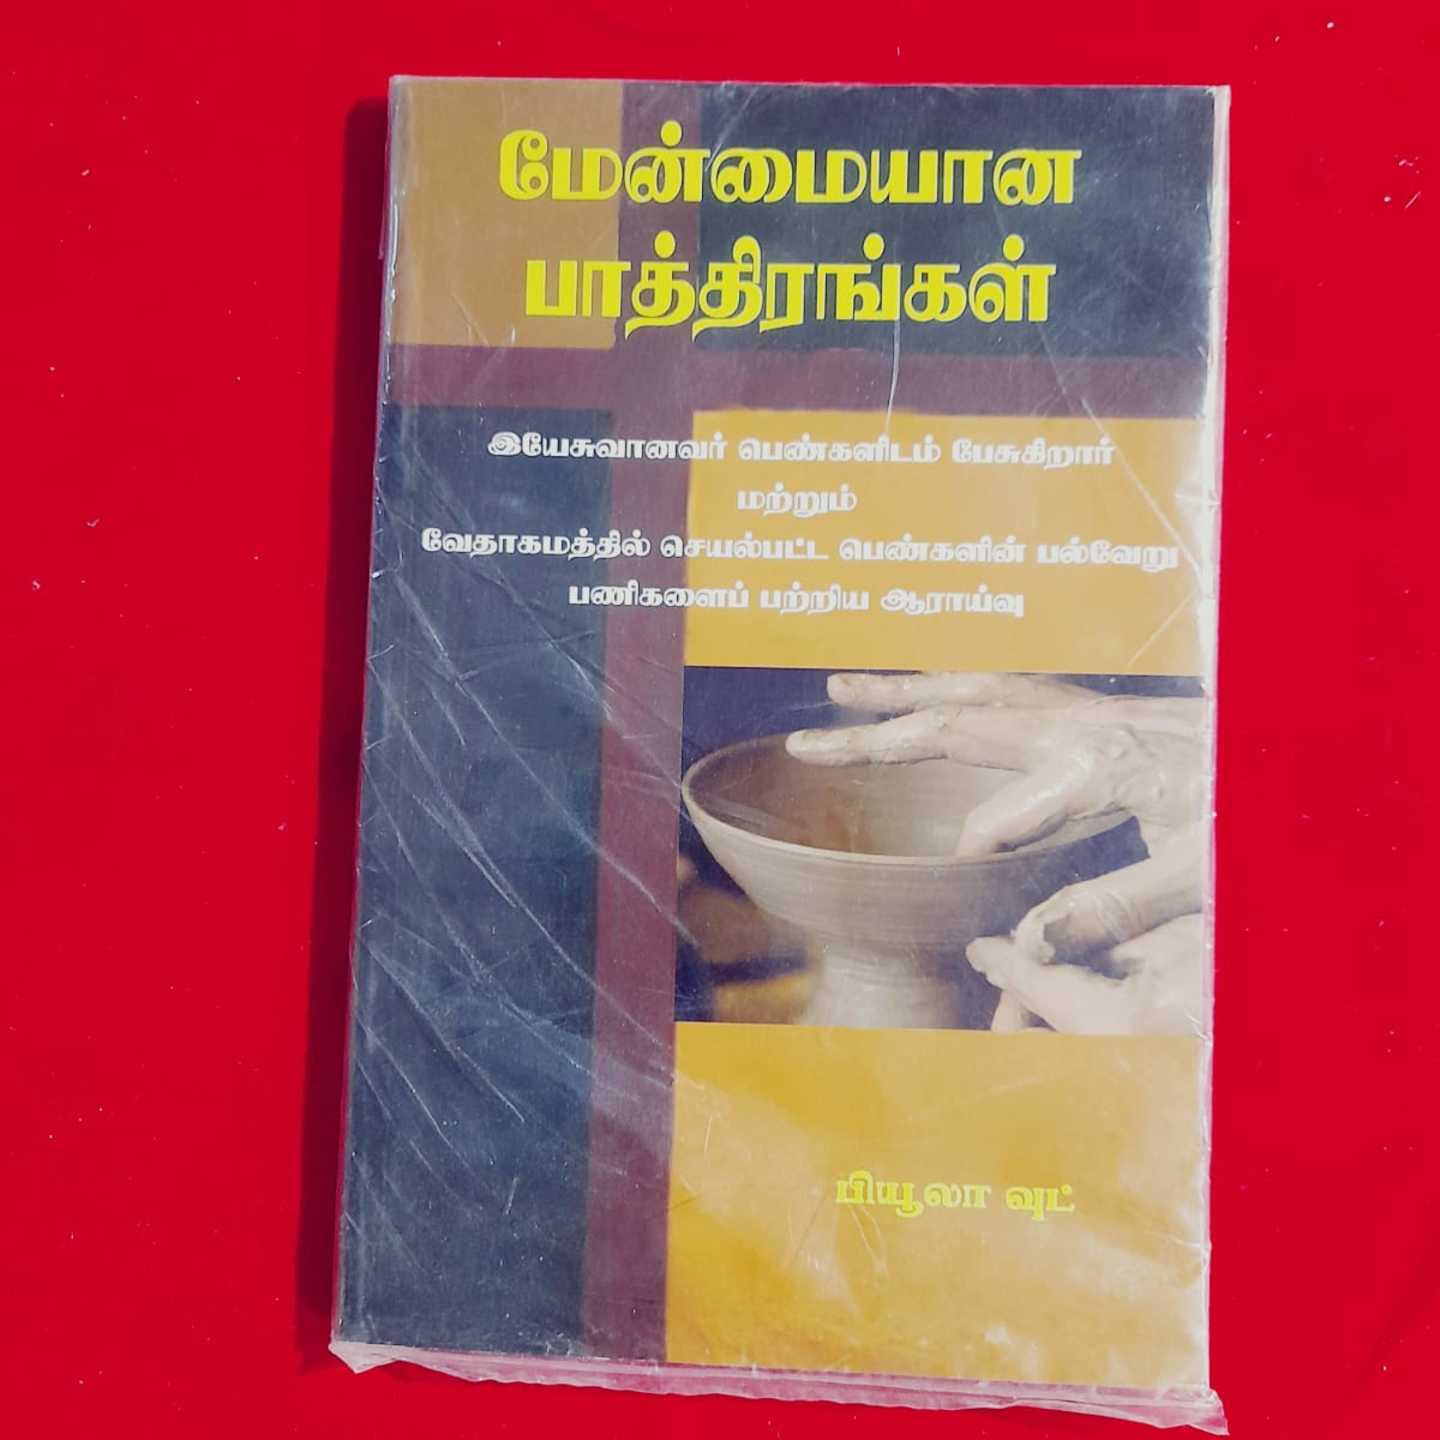 மேன்மையான
பாத்திரங்கள்
இயேசுவானவர் பெண்களிடம் பேசுகிறார்
மற்றும்
வேதாகமத்தில் செயல்பட்ட பெண்களின் பல்வேறு
பணிகளைப் பற்றிய ஆராய்வு
பியூலா வுட்